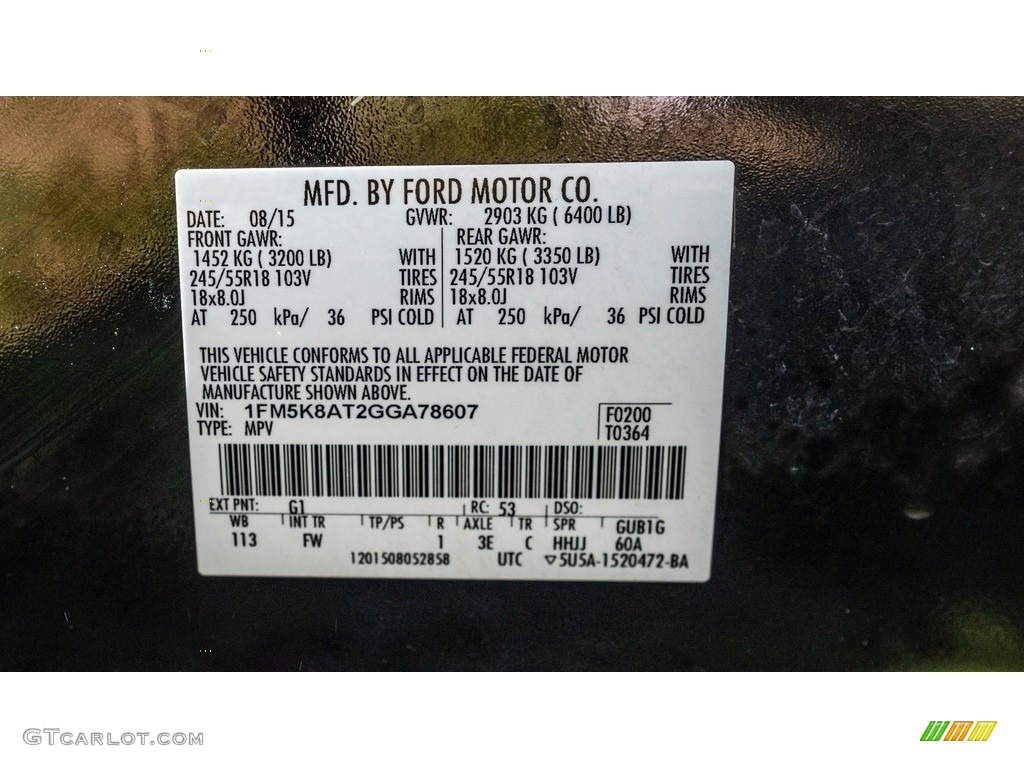 MFD. BY FORD MOTOR CO.
DATE: 08/15 GVWR: 2903 KG ( 6400 LB)
FRONT GAWR: REAR GAWR:
1452 KG ( 3200 LB) WITH 1520 KG ( 3350 LB) WITH
245/55R18 103V TIRES 245/55R18 103V TIRES
18x8.0J RIMS 18x8.0J RIMS
AT 250 kPa/ 36 PSI COLD AT 250 kPa/ 36 PSI COLD
THIS VEHICLE CONFORMS TO ALL APPLICABLE FEDERAL MOTOR
VEHICLE SAFETY STANDARDS IN EFFECT ON THE DATE OF
MANUFACTURE SHOWN ABOVE.
VIN: 1FM5K8AT2GGA78607 F0200
TYPE: MPV T0364
EXT PNT: G1 RC: 53 DSO:
WB INT TR TP/PS R AXLE TR SPR GUB1G
113 FW 1 3E C HHJJ 60A
1201508052858 UTC ▽5U5A-1520472-BA
GTCARLOT.COM